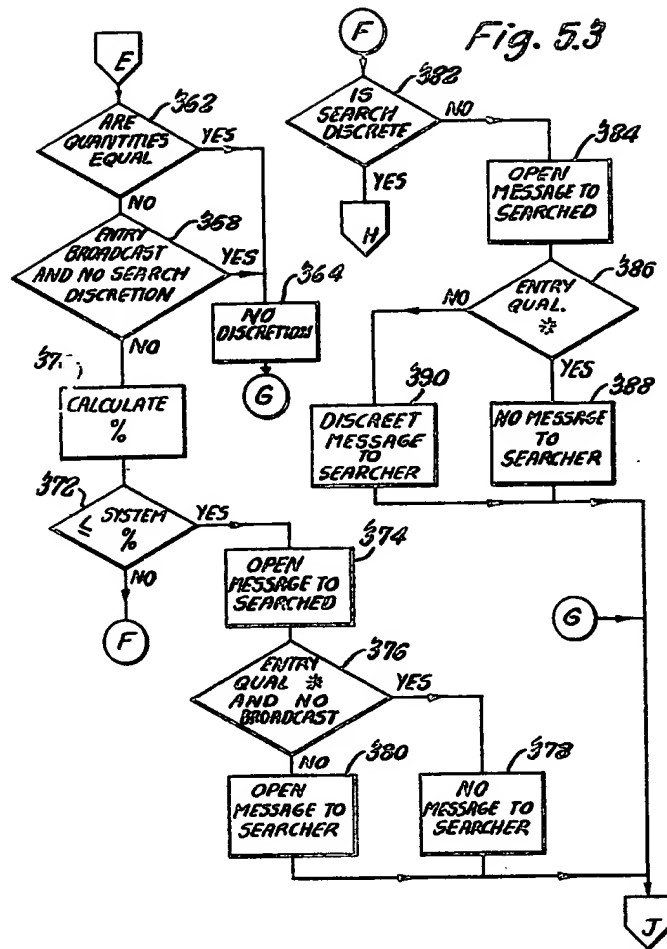 Fig. 5.3
E
362
ARE
QUANTITIES
EQUAL
YES
NO
368
ENTRY
BROADCAST
AND NO SEARCH
DISCRETION
YES
NO
364
NO
DISCRETION
G
CALCULATE
%
372
≤ SYSTEM
%
YES
NO
F
374
OPEN
MESSAGE TO
SEARCHED
376
ENTRY
QUAL *
AND NO
BROADCAST
YES
NO
380
OPEN
MESSAGE TO
SEARCHER
378
NO
MESSAGE TO
SEARCHER
F
382
IS
SEARCH
DISCRETE
NO
YES
H
384
OPEN
MESSAGE TO
SEARCHED
386
ENTRY
QUAL.
*
NO
YES
390
DISCREET
MESSAGE TO
SEARCHER
388
NO MESSAGE
TO
SEARCHER
G
J